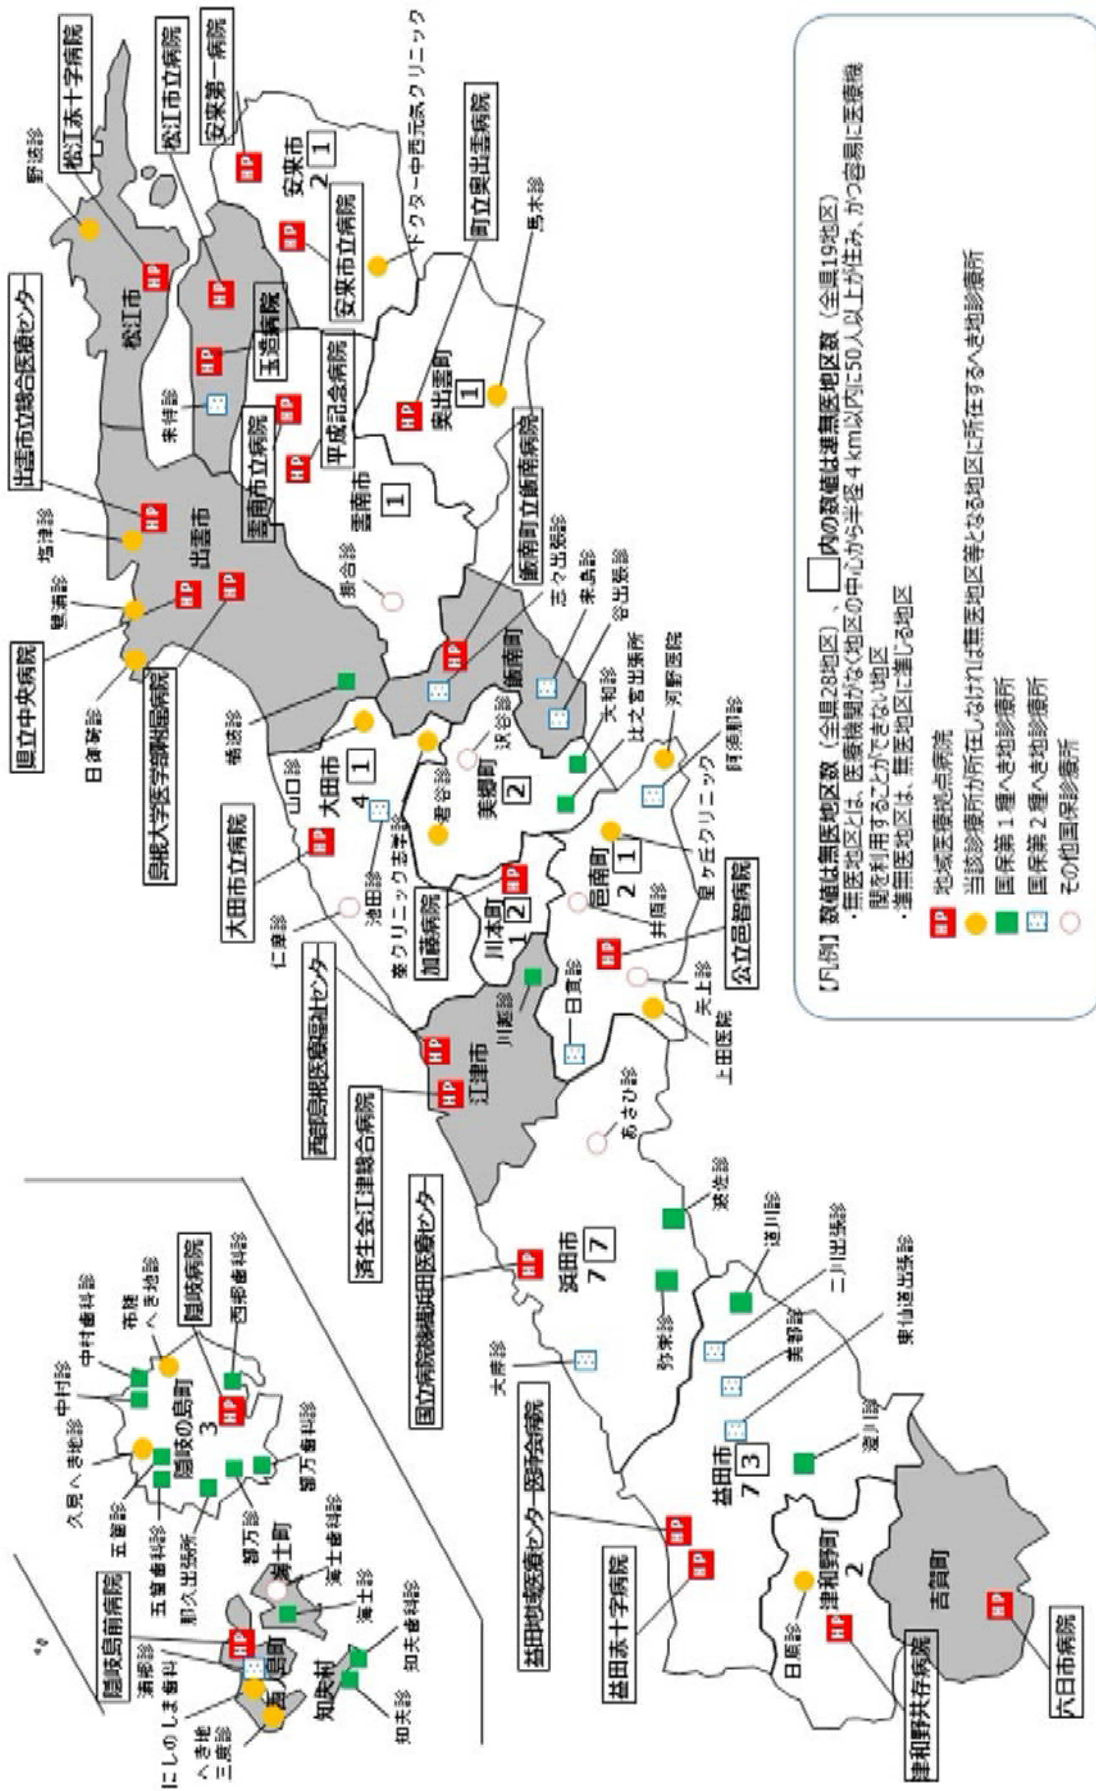 野波診
松江赤十字病院
松江市立病院
安来第一病院
出雲市立総合医療センター
松江市
安来市
2 1
ドクター中西元気クリニック
塩津診
来待診
玉造病院
安来市立病院
町立奥出雲病院
馬木診
県立中央病院
出雲市
雲南市立病院
平成記念病院
奥出雲町
1
日御碕診
島根大学医学部附属病院
掛合診
雲南市
1
飯南町立飯南病院
志々出張診
来島診
谷出張診
飯南町
橋波診
山口診
大田市
4 1
大田市立病院
仁摩診
池田診
秦クリニック志学診
君谷診
沢谷診
美郷町
2
大和診
比之宮出張所
河野医院
阿須那診
星ヶ丘クリニック
加藤病院
川本町
1 2
邑南町
2 1
井原診
公立邑智病院
矢上診
上田医院
日貫診
川越診
西部島根医療福祉センター
済生会江津総合病院
江津市
あさひ診
国立病院機構浜田医療センター
浜田市
7 7
波佐診
弥栄診
大麻診
道川診
二川出張診
美都診
東仙道出張診
益田地域医療センター医師会病院
益田赤十字病院
益田市
7 3
澄川診
日原診
津和野町
2
津和野共存病院
吉賀町
六日市病院
布施
へき地診
中村歯科診
中村診
久見へき地診
隠岐病院
西郷歯科診
隠岐の島町
3
五箇診
五箇歯科診
那久出張所
都万診
都万歯科診
隠岐島前病院
浦郷診
にしのしま歯科
へき地
三度診
西ノ島町
海士町
海士歯科診
海士診
知夫村
知夫歯科診
知夫診
【凡例】数値は無医地区数(全県28地区)、□内の数値は準無医地区数(全県19地区)
・無医地区とは、医療機関がなく地区の中心から半径4km以内に50人以上が住み、かつ容易に医療機
関を利用することができない地区
・準無医地区は、無医地区に準じる地区
HP 地域医療拠点病院
当該診療所が所在しなければ無医地区等となる地区に所在するへき地診療所
国保第1種へき地診療所
国保第2種へき地診療所
その他国保診療所